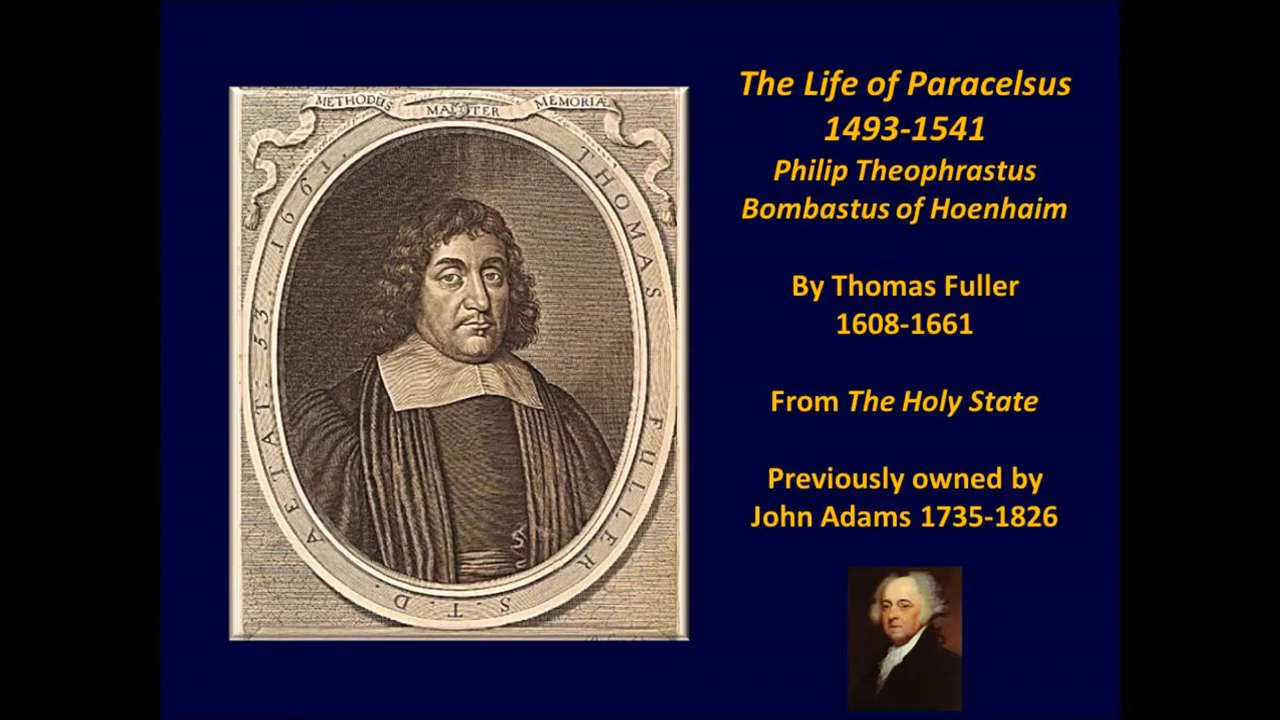 METHODUS MATER MEMORIÆ
THOMAS FULLER S.T.D. AETAT: 53. 1661.
The Life of Paracelsus
1493-1541
Philip Theophrastus
Bombastus of Hoenhaim
By Thomas Fuller
1608-1661
From The Holy State
Previously owned by
John Adams 1735-1826